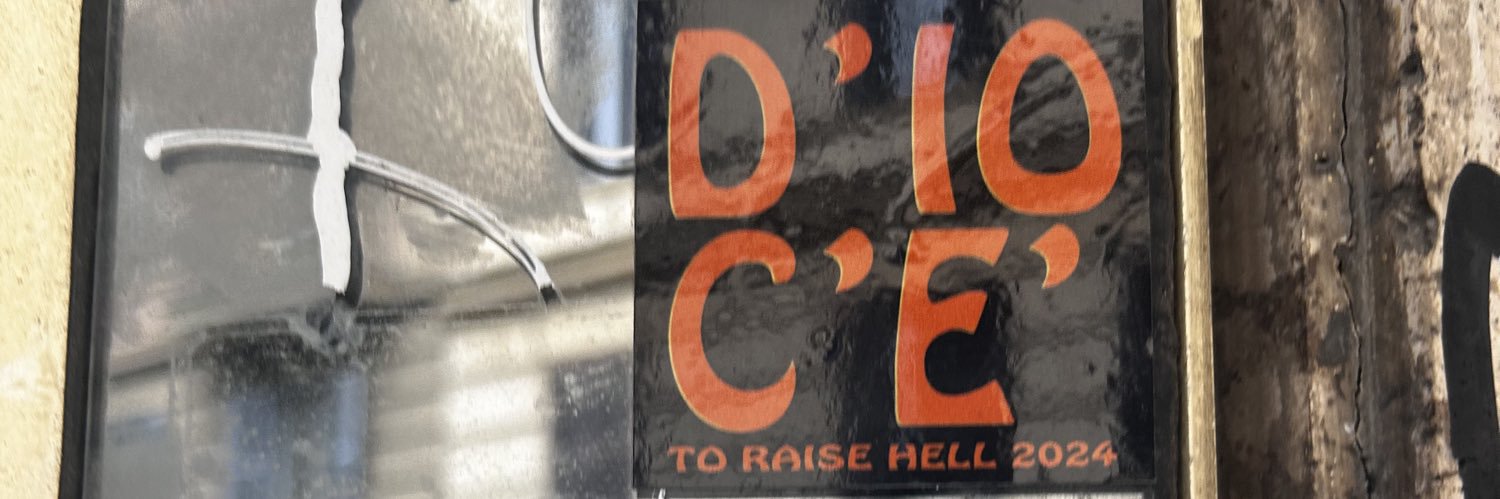 D'IO
C'E'
TO RAISE HELL 2024